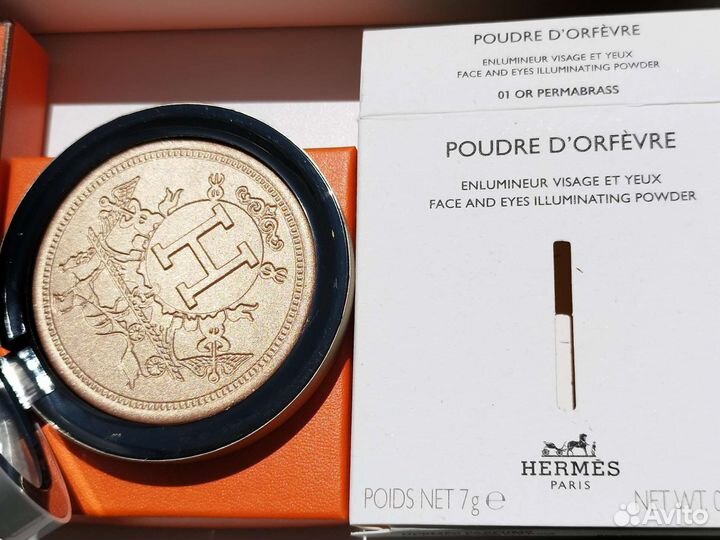 POUDRE D'ORFÈVRE
ENLUMINEUR VISAGE ET YEUX
FACE AND EYES ILLUMINATING POWDER
01 OR PERMABRASS
POUDRE D'ORFÈVRE
ENLUMINEUR VISAGE ET YEUX
FACE AND EYES ILLUMINATING POWDER
H
HERMÈS
PARIS
POIDS NET 7g ℮
NET WT. 0
Avito